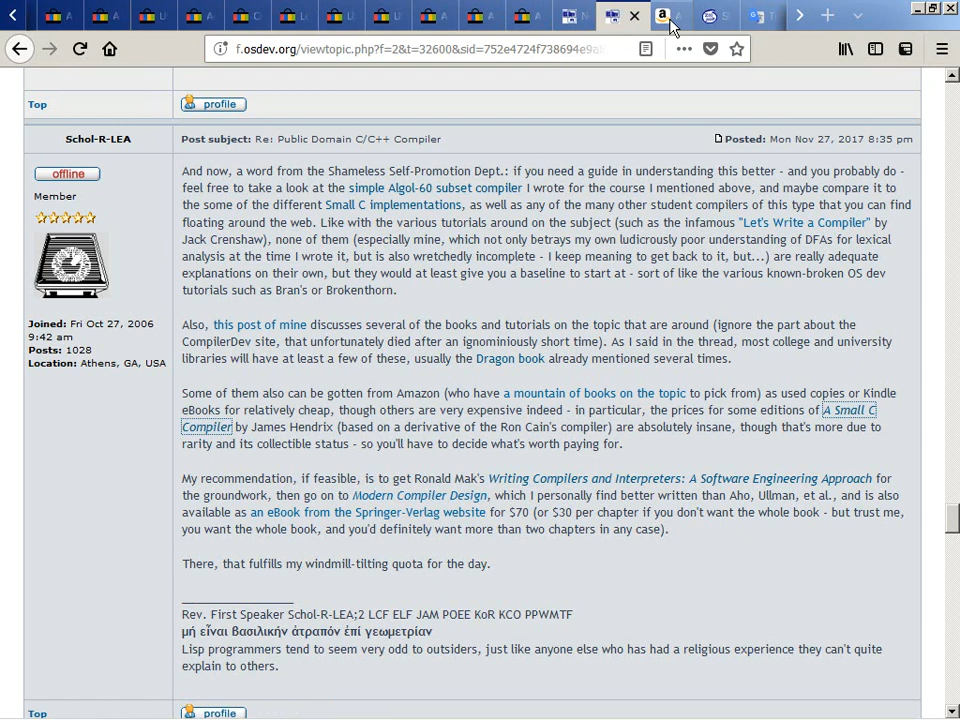 f.osdev.org/viewtopic.php?f=2&t=32600&sid=752e4724f738694e9a
Top
profile
Schol-R-LEA
Post subject: Re: Public Domain C/C++ Compiler
Posted: Mon Nov 27, 2017 8:35 pm
offline
Member
Joined: Fri Oct 27, 2006
9:42 am
Posts: 1028
Location: Athens, GA, USA
And now, a word from the Shameless Self-Promotion Dept.: if you need a guide in understanding this better - and you probably do -
feel free to take a look at the simple Algol-60 subset compiler I wrote for the course I mentioned above, and maybe compare it to
the some of the different Small C implementations, as well as any of the many other student compilers of this type that you can find
floating around the web. Like with the various tutorials around on the subject (such as the infamous "Let's Write a Compiler" by
Jack Crenshaw), none of them (especially mine, which not only betrays my own ludicrously poor understanding of DFAs for lexical
analysis at the time I wrote it, but is also wretchedly incomplete - I keep meaning to get back to it, but...) are really adequate
explanations on their own, but they would at least give you a baseline to start at - sort of like the various known-broken OS dev
tutorials such as Bran's or Brokenthorn.
Also, this post of mine discusses several of the books and tutorials on the topic that are around (ignore the part about the
CompilerDev site, that unfortunately died after an ignominiously short time). As I said in the thread, most college and university
libraries will have at least a few of these, usually the Dragon book already mentioned several times.
Some of them also can be gotten from Amazon (who have a mountain of books on the topic to pick from) as used copies or Kindle
eBooks for relatively cheap, though others are very expensive indeed - in particular, the prices for some editions of A Small C
Compiler by James Hendrix (based on a derivative of the Ron Cain's compiler) are absolutely insane, though that's more due to
rarity and its collectible status - so you'll have to decide what's worth paying for.
My recommendation, if feasible, is to get Ronald Mak's Writing Compilers and Interpreters: A Software Engineering Approach for
the groundwork, then go on to Modern Compiler Design, which I personally find better written than Aho, Ullman, et al., and is also
available as an eBook from the Springer-Verlag website for $70 (or $30 per chapter if you don't want the whole book - but trust me,
you want the whole book, and you'd definitely want more than two chapters in any case).
There, that fulfills my windmill-tilting quota for the day.
Rev. First Speaker Schol-R-LEA;2 LCF ELF JAM POEE KoR KCO PPWMTF
μή εἶναι βασιλικήν ἀτραπόν ἐπί γεωμετρίαν
Lisp programmers tend to seem very odd to outsiders, just like anyone else who has had a religious experience they can't quite
explain to others.
Top
profile